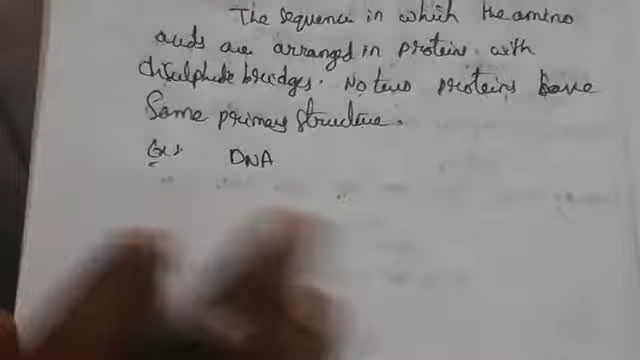 The sequence in which the amino
acids are arranged in protein with
disulphide bridges. No two proteins have
Same primary structure.
Ex:  DNA